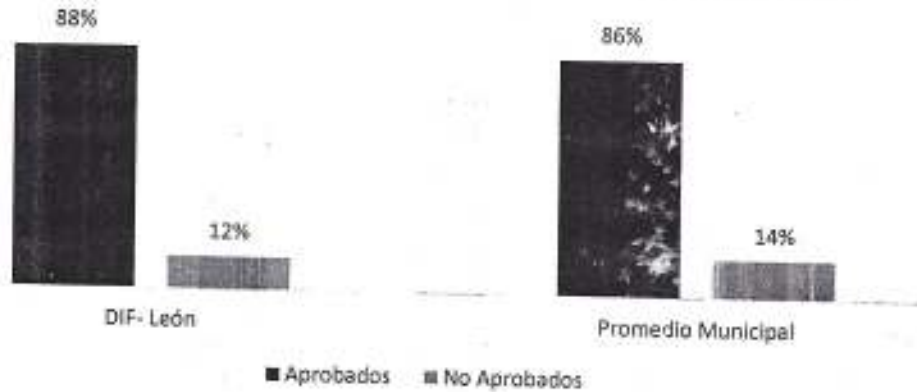 88%
86%
12%
14%
DIF- León
Promedio Municipal
Aprobados
No Aprobados